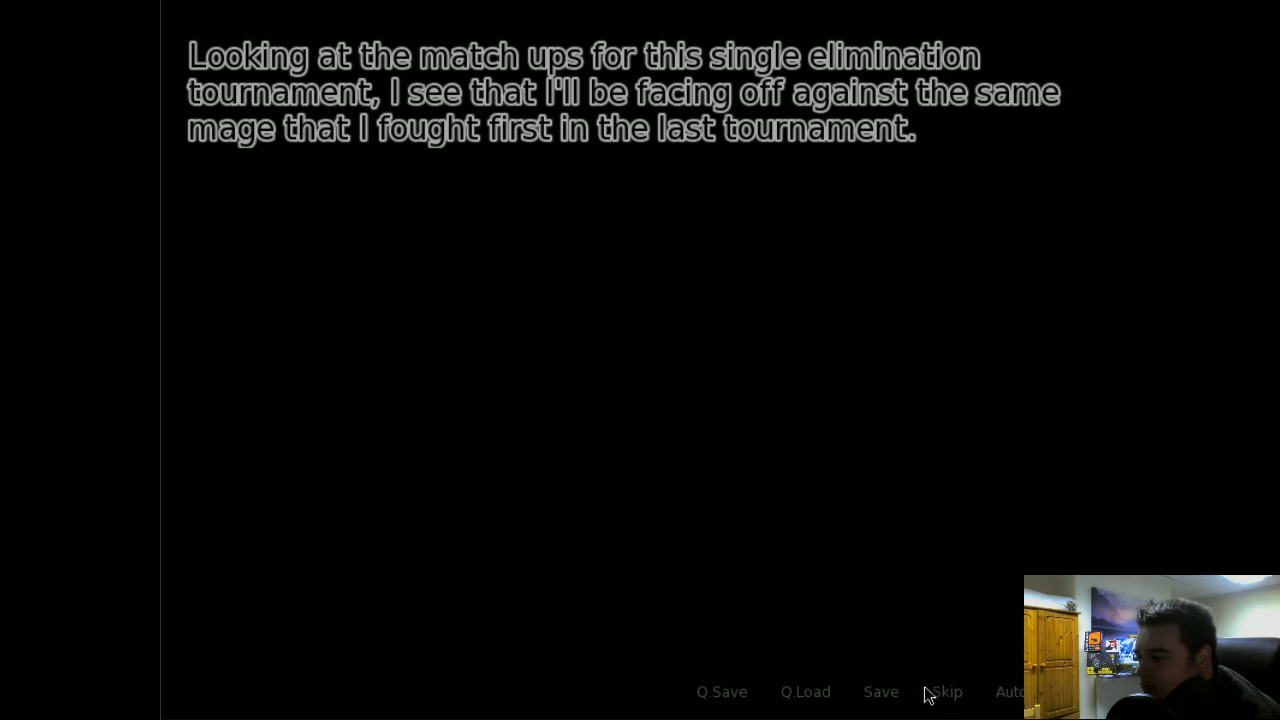 Looking at the match ups for this single elimination
tournament, I see that I'll be facing off against the same
mage that I fought first in the last tournament.
Q.Save Q.Load Save Skip Auto